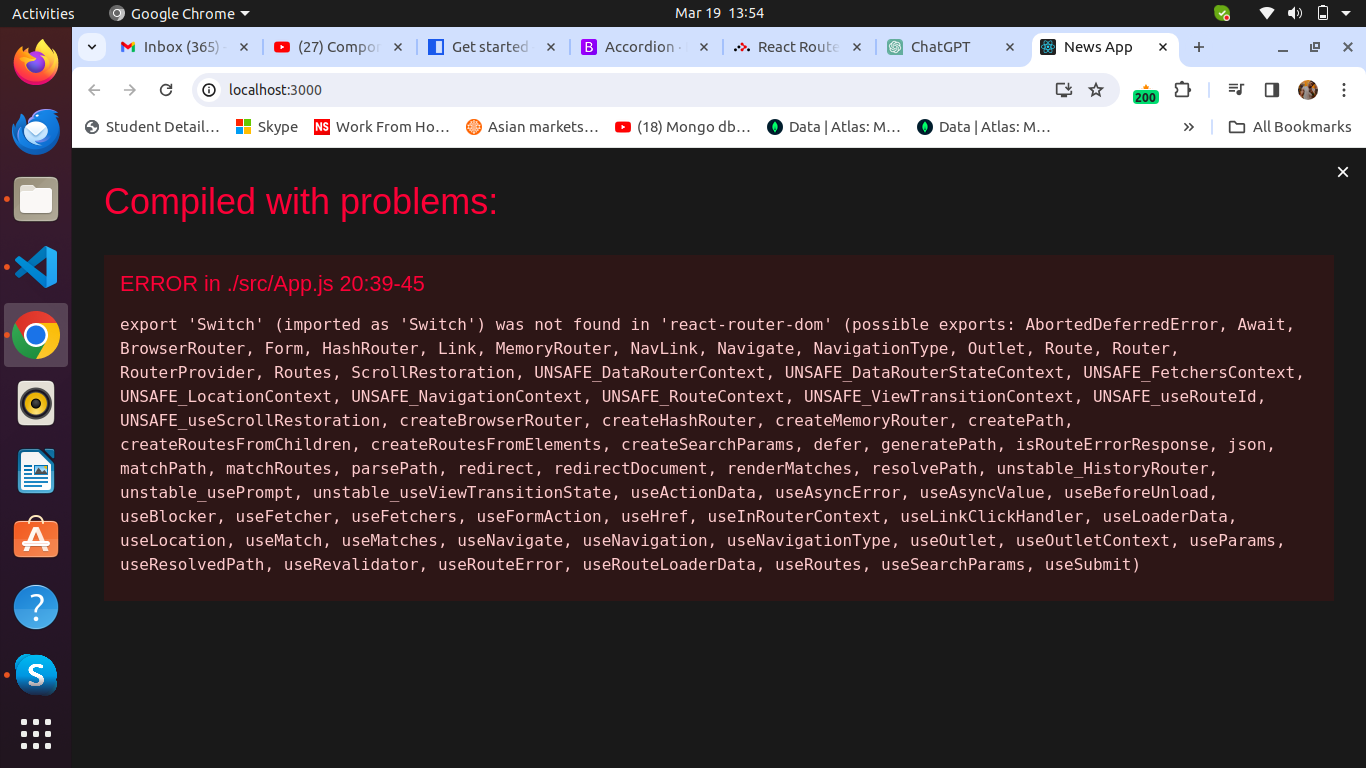 Activities Google Chrome Mar 19 13:54
Inbox (365) - (27) Compon Get started Accordion · React Route ChatGPT News App
localhost:3000 200
Student Detail... Skype Work From Ho... Asian markets... (18) Mongo db... Data | Atlas: M... Data | Atlas: M... » All Bookmarks
NS
Compiled with problems:
ERROR in ./src/App.js 20:39-45
export 'Switch' (imported as 'Switch') was not found in 'react-router-dom' (possible exports: AbortedDeferredError, Await,
BrowserRouter, Form, HashRouter, Link, MemoryRouter, NavLink, Navigate, NavigationType, Outlet, Route, Router,
RouterProvider, Routes, ScrollRestoration, UNSAFE_DataRouterContext, UNSAFE_DataRouterStateContext, UNSAFE_FetchersContext,
UNSAFE_LocationContext, UNSAFE_NavigationContext, UNSAFE_RouteContext, UNSAFE_ViewTransitionContext, UNSAFE_useRouteId,
UNSAFE_useScrollRestoration, createBrowserRouter, createHashRouter, createMemoryRouter, createPath,
createRoutesFromChildren, createRoutesFromElements, createSearchParams, defer, generatePath, isRouteErrorResponse, json,
matchPath, matchRoutes, parsePath, redirect, redirectDocument, renderMatches, resolvePath, unstable_HistoryRouter,
unstable_usePrompt, unstable_useViewTransitionState, useActionData, useAsyncError, useAsyncValue, useBeforeUnload,
useBlocker, useFetcher, useFetchers, useFormAction, useHref, useInRouterContext, useLinkClickHandler, useLoaderData,
useLocation, useMatch, useMatches, useNavigate, useNavigation, useNavigationType, useOutlet, useOutletContext, useParams,
useResolvedPath, useRevalidator, useRouteError, useRouteLoaderData, useRoutes, useSearchParams, useSubmit)